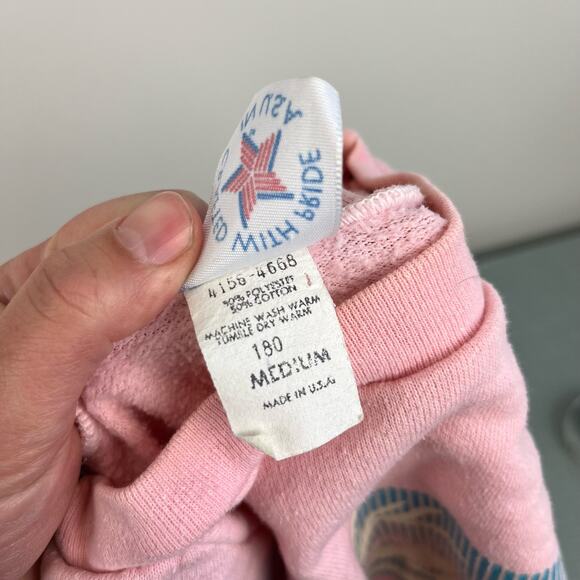 IN USA
WITH PRIDE
4156-4668
50% POLYESTER
50% COTTON
MACHINE WASH WARM
TUMBLE DRY WARM
180
MEDIUM
MADE IN U.S.A.